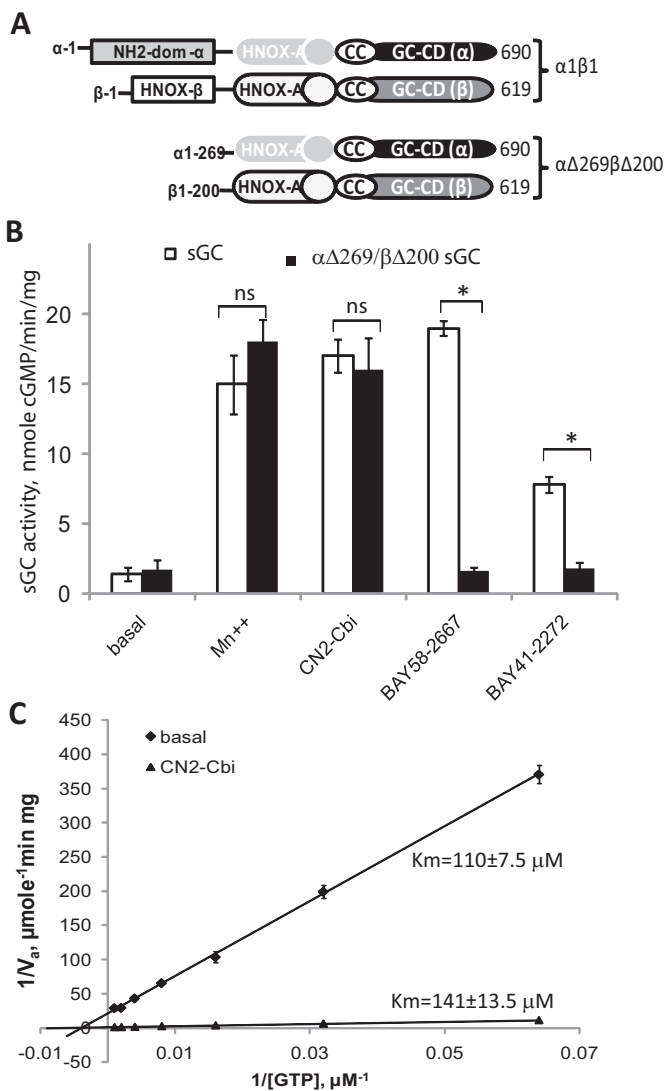 A
α-1 NH2-dom-α HNOX-A CC GC-CD (α) 690
β-1 HNOX-β HNOX-A CC GC-CD (β) 619
α1β1
α1-269 HNOX-A CC GC-CD (α) 690
β1-200 HNOX-A CC GC-CD (β) 619
αΔ269βΔ200
B
sGC αΔ269/βΔ200 sGC
sGC activity, nmole cGMP/min/mg
20
15
10
5
0
ns
ns
*
*
basal
Mn++
CN2-Cbi
BAY58-2667
BAY41-2272
C
1/Va, µmole-1min mg
450
400
350
300
250
200
150
100
50
0
-50
basal
CN2-Cbi
Km=110±7.5 µM
Km=141±13.5 µM
-0.01 0.01 0.03 0.05 0.07
1/[GTP], µM-1